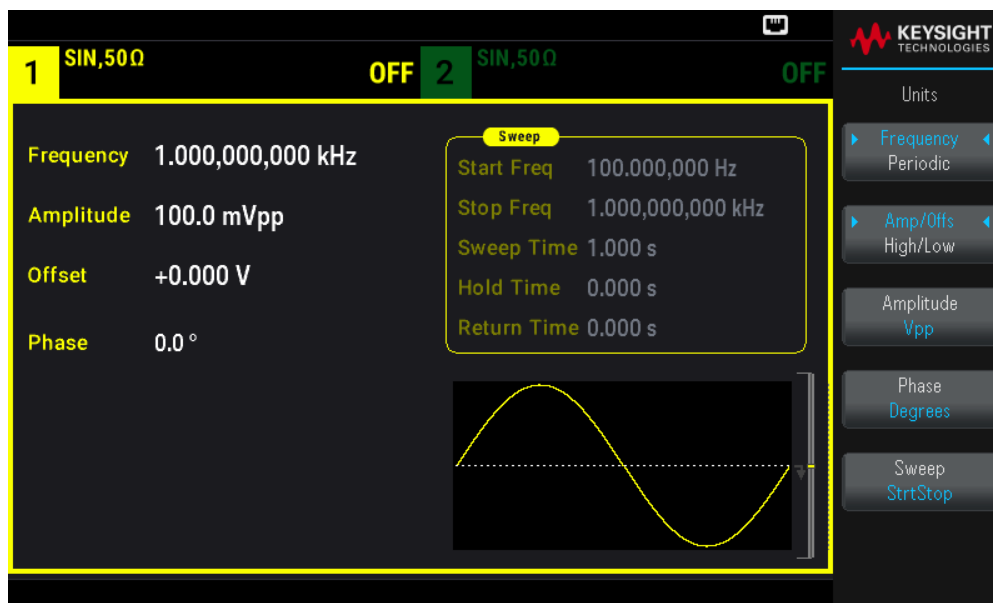 KEYSIGHT
TECHNOLOGIES
1 SIN,50Ω OFF
2 SIN,50Ω OFF
Frequency 1.000,000,000 kHz
Amplitude 100.0 mVpp
Offset +0.000 V
Phase 0.0 °
Sweep
Start Freq 100.000,000 Hz
Stop Freq 1.000,000,000 kHz
Sweep Time 1.000 s
Hold Time 0.000 s
Return Time 0.000 s
Units
Frequency
Periodic
Amp/Offs
High/Low
Amplitude
Vpp
Phase
Degrees
Sweep
StrtStop